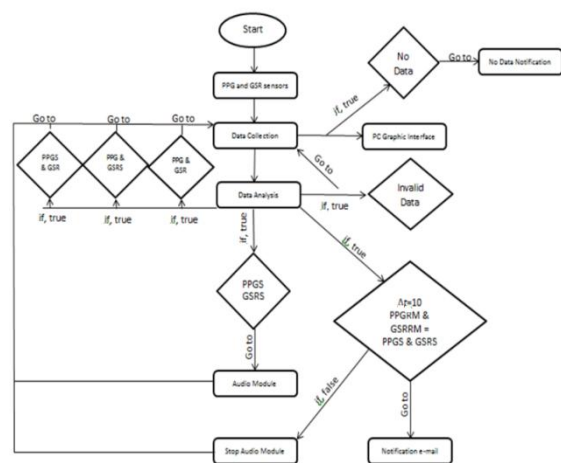 Start
PPG and GSR sensors
No
Data
Go to
No Data Notification
if, true
Go to
Go to
Go to
Data Collection
PC Graphic Interface
PPGS
& GSR
PPG &
GSRS
PPG &
GSR
Go to
Data Analysis
if, true
Invalid
Data
if, true
if, true
if, true
if, true
if, true
PPGS
GSRS
Δt=10
PPGRM &
GSRRM =
PPGS & GSRS
Go to
Audio Module
if, false
Go to
Stop Audio Module
Notification e-mail